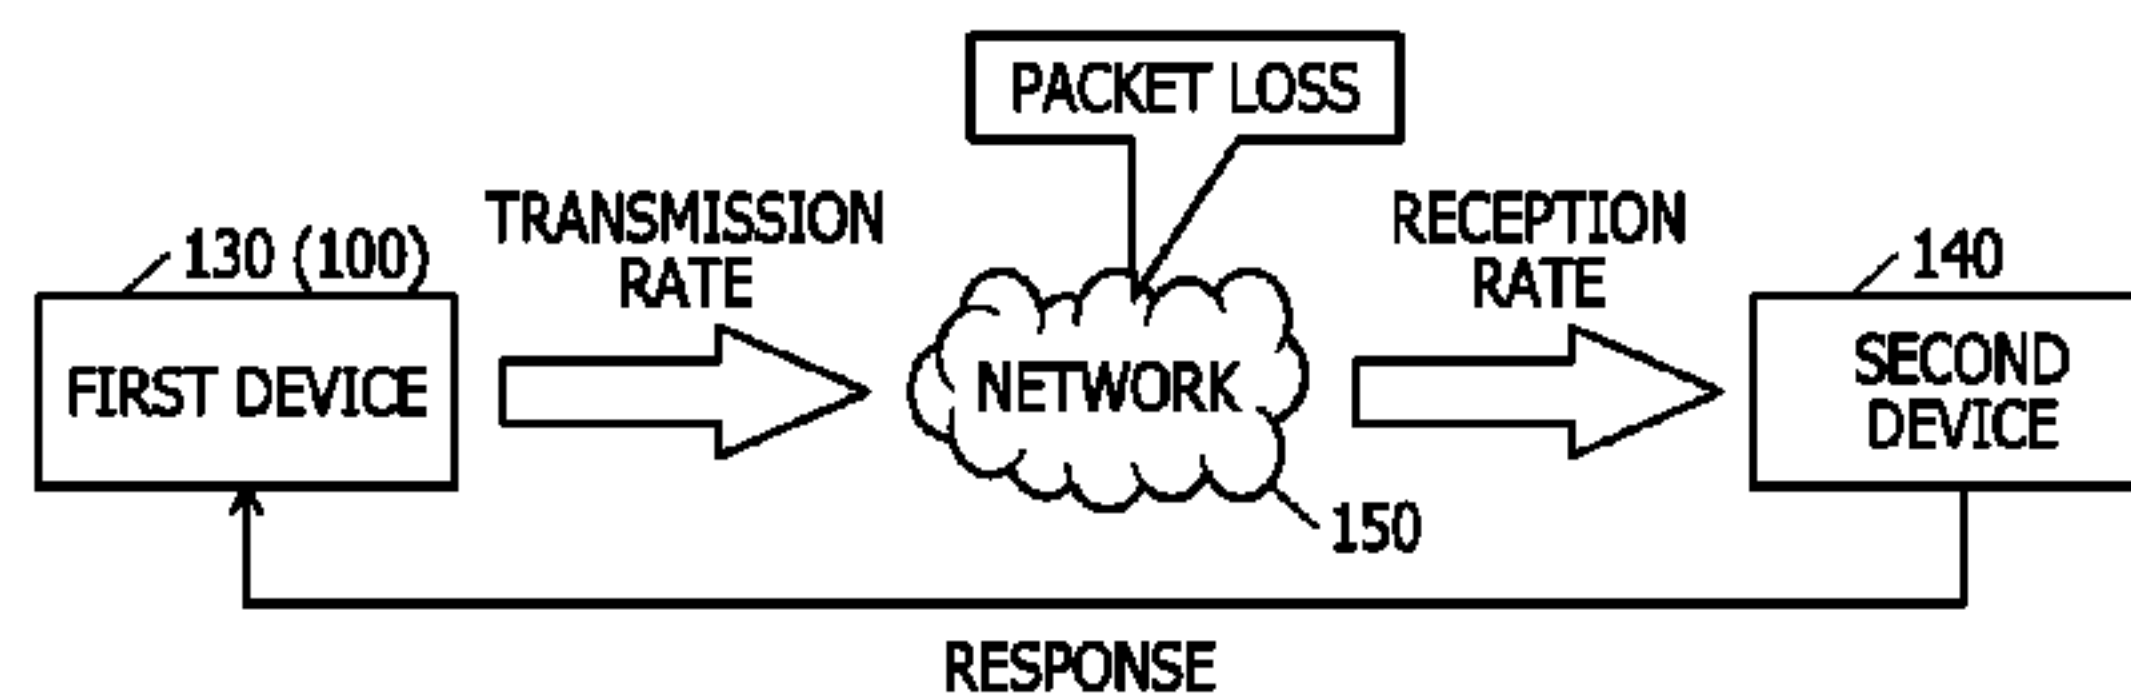 PACKET LOSS
TRANSMISSION
RATE
RECEPTION
RATE
130 (100)
140
FIRST DEVICE
NETWORK
SECOND
DEVICE
150
RESPONSE